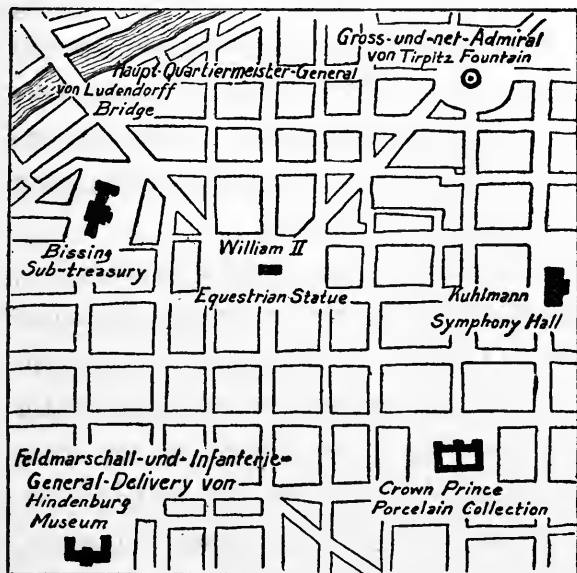 Gross-und-net-Admiral
von Tirpitz Fountain
Haupt-Quartiermeister-General
von Ludendorff
Bridge
Bissing
Sub-treasury
William II
Equestrian Statue
Kuhlmann
Symphony Hall
Feldmarschall-und-Infanterie-
General-Delivery von
Hindenburg
Museum
Crown Prince
Porcelain Collection